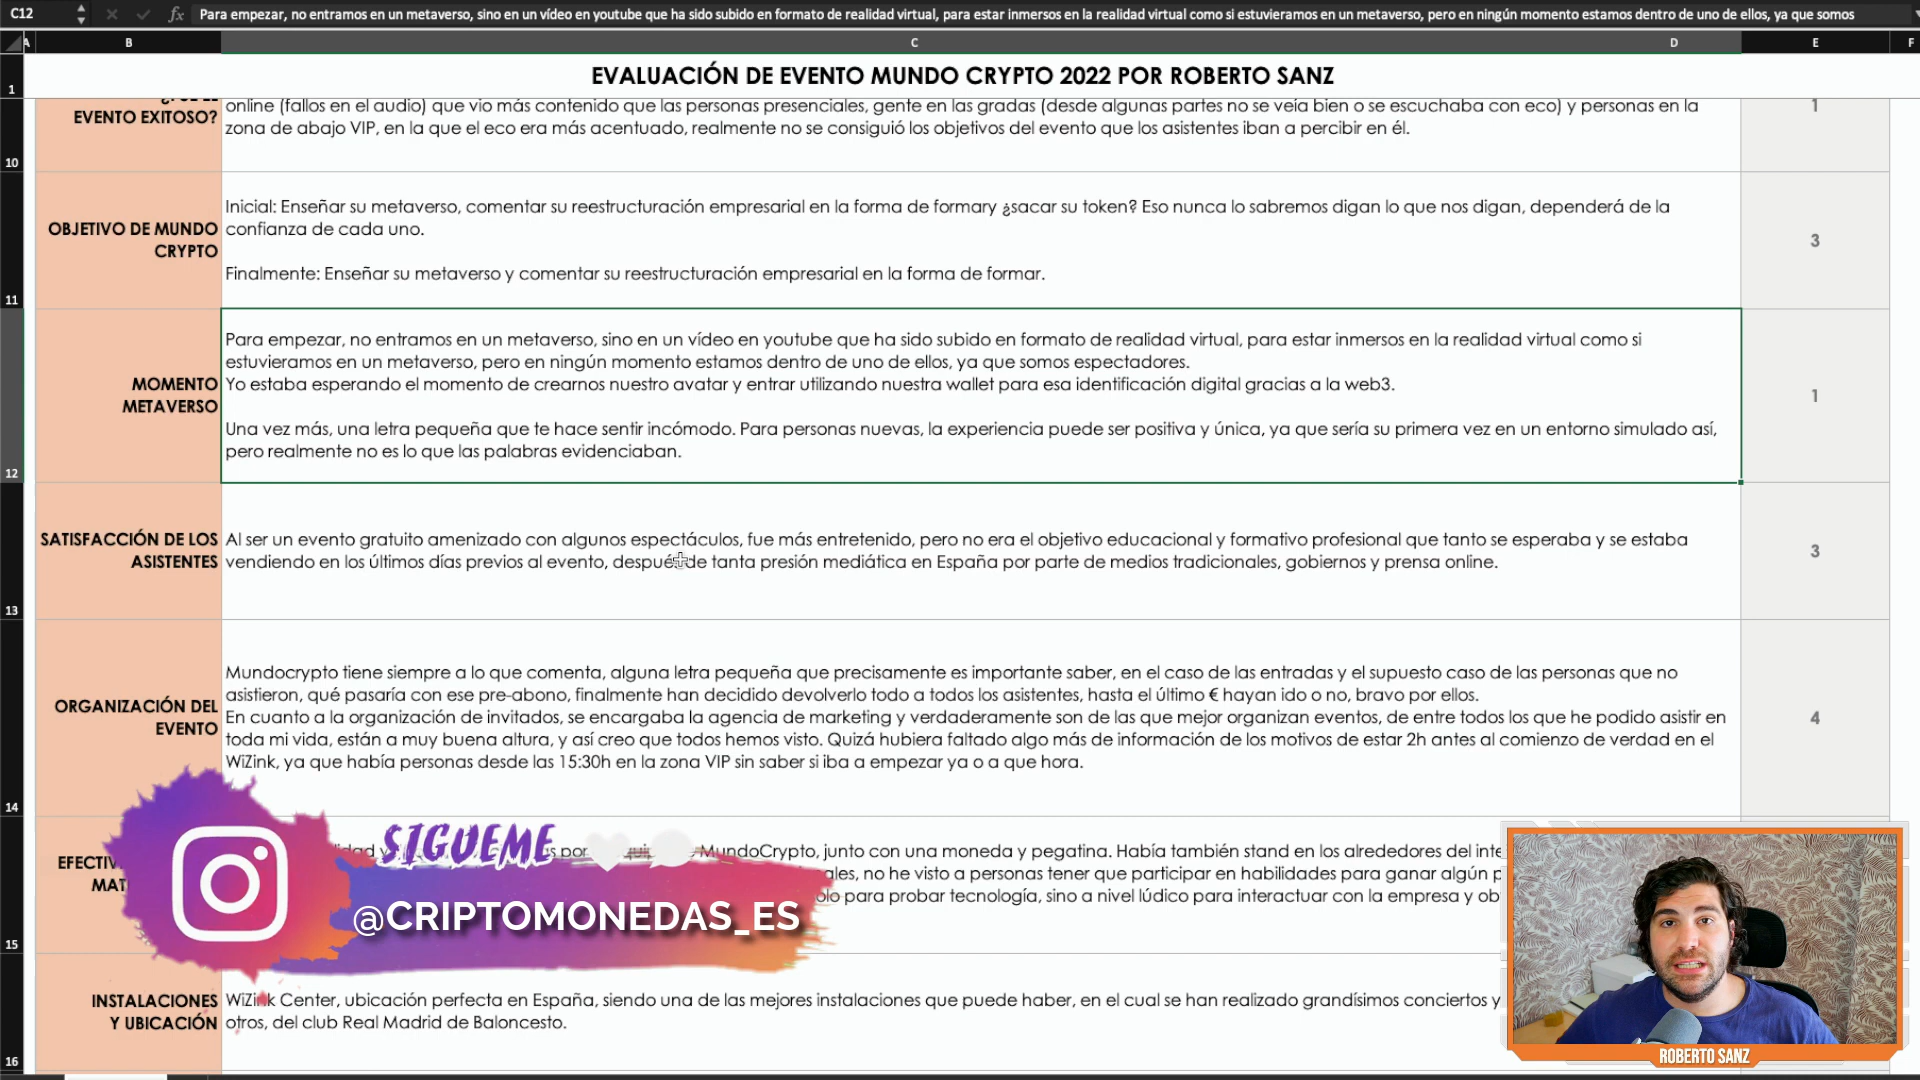 C12
fx
Para empezar, no entramos en un metaverso, sino en un vídeo en youtube que ha sido subido en formato de realidad virtual, para estar inmersos en la realidad virtual como si estuvieramos en un metaverso, pero en ningún momento estamos dentro de uno de ellos, ya que somos
A B C D E F
1
EVALUACIÓN DE EVENTO MUNDO CRYPTO 2022 POR ROBERTO SANZ
EVENTO EXITOSO?
online (fallos en el audio) que vio más contenido que las personas presenciales, gente en las gradas (desde algunas partes no se veia bien o se escuchaba con eco) y personas en la
zona de abajo VIP, en la que el eco era más acentuado, realmente no se consiguió los objetivos del evento que los asistentes iban a percibir en él.
1
10
OBJETIVO DE MUNDO
CRYPTO
Inicial: Enseñar su metaverso, comentar su reestructuración empresarial en la forma de formary ¿sacar su token? Eso nunca lo sabremos digan lo que nos digan, dependerá de la
confianza de cada uno.
Finalmente: Enseñar su metaverso y comentar su reestructuración empresarial en la forma de formar.
3
11
MOMENTO
METAVERSO
Para empezar, no entramos en un metaverso, sino en un vídeo en youtube que ha sido subido en formato de realidad virtual, para estar inmersos en la realidad virtual como si
estuvieramos en un metaverso, pero en ningún momento estamos dentro de uno de ellos, ya que somos espectadores.
Yo estaba esperando el momento de crearnos nuestro avatar y entrar utilizando nuestra wallet para esa identificación digital gracias a la web3.
Una vez más, una letra pequeña que te hace sentir incómodo. Para personas nuevas, la experiencia puede ser positiva y única, ya que sería su primera vez en un entorno simulado así,
pero realmente no es lo que las palabras evidenciaban.
1
12
SATISFACCIÓN DE LOS
ASISTENTES
Al ser un evento gratuito amenizado con algunos espectáculos, fue más entretenido, pero no era el objetivo educacional y formativo profesional que tanto se esperaba y se estaba
vendiendo en los últimos días previos al evento, después de tanta presión mediática en España por parte de medios tradicionales, gobiernos y prensa online.
3
13
ORGANIZACIÓN DEL
EVENTO
Mundocrypto tiene siempre a lo que comenta, alguna letra pequeña que precisamente es importante saber, en el caso de las entradas y el supuesto caso de las personas que no
asistieron, qué pasaría con ese pre-abono, finalmente han decidido devolverlo todo a todos los asistentes, hasta el último € hayan ido o no, bravo por ellos.
En cuanto a la organización de invitados, se encargaba la agencia de marketing y verdaderamente son de las que mejor organizan eventos, de entre todos los que he podido asistir en
toda mi vida, están a muy buena altura, y así creo que todos hemos visto. Quizá hubiera faltado algo más de información de los motivos de estar 2h antes al comienzo de verdad en el
WiZink, ya que había personas desde las 15:30h en la zona VIP sin saber si iba a empezar ya o a que hora.
4
14
EFECTIV
MAT
MundoCrypto, junto con una moneda y pegatina. Había también stand en los alrededores del inte
ales, no he visto a personas tener que participar en habilidades para ganar algún p
olo para probar tecnología, sino a nivel lúdico para interactuar con la empresa y ob
15
SIGUEME
@CRIPTOMONEDAS_ES
INSTALACIONES
Y UBICACIÓN
WiZink Center, ubicación perfecta en España, siendo una de las mejores instalaciones que puede haber, en el cual se han realizado grandísimos conciertos y
otros, del club Real Madrid de Baloncesto.
16
ROBERTO SANZ